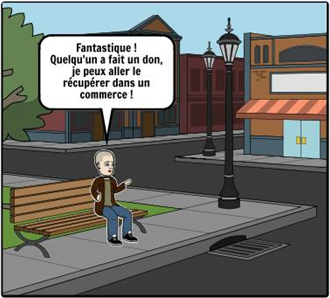 Fantastique !
Quelqu'un a fait un don,
je peux aller le
récupérer dans un
commerce !